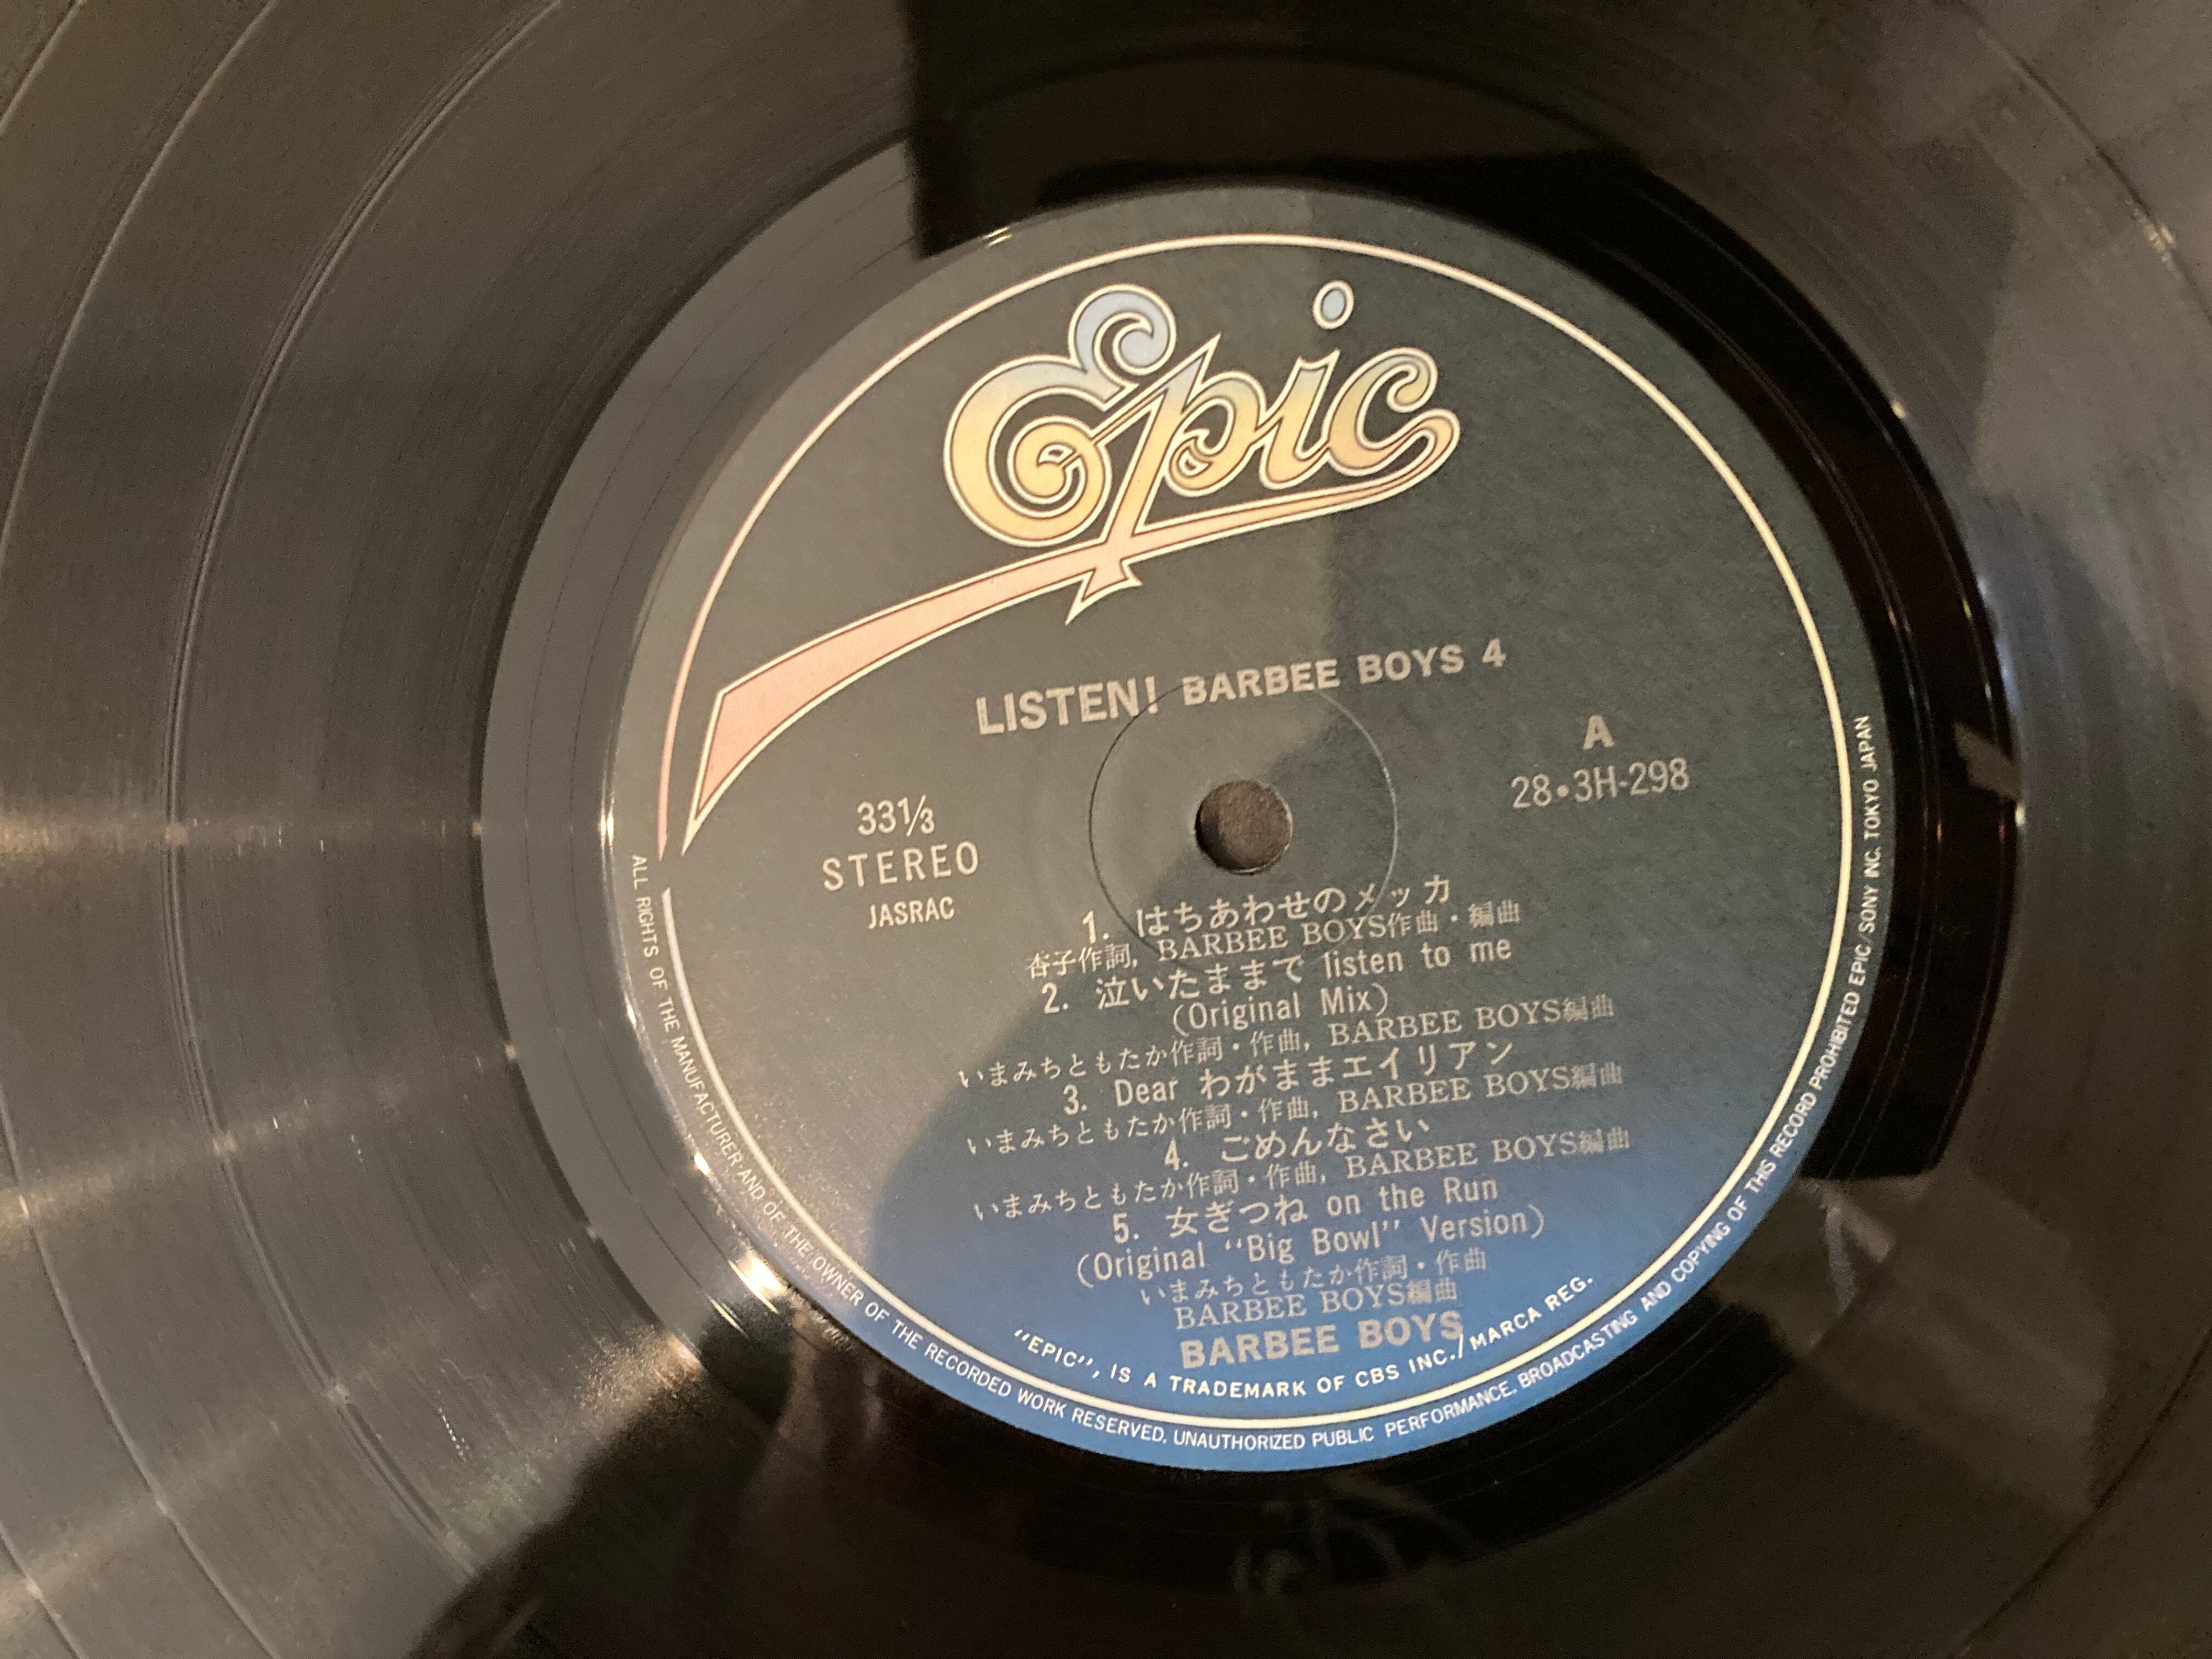 Epic
LISTEN! BARBEE BOYS 4
A
28•3H-298
33⅓
STEREO
JASRAC
1. はちあわせのメッカ
杏子作詞, BARBEE BOYS作曲・編曲
2. 泣いたままで listen to me
(Original Mix)
いまみちともたか作詞・作曲, BARBEE BOYS編曲
3. Dear わがままエイリアン
いまみちともたか作詞・作曲, BARBEE BOYS編曲
4. ごめんなさい
いまみちともたか作詞・作曲, BARBEE BOYS編曲
5. 女ぎつね on the Run
(Original "Big Bowl" Version)
いまみちともたか作詞・作曲
BARBEE BOYS編曲
BARBEE BOYS
"EPIC", IS A TRADEMARK OF CBS INC./MARCA REG.
ALL RIGHTS OF THE MANUFACTURER AND OF THE OWNER OF THE RECORDED WORK RESERVED. UNAUTHORIZED PUBLIC PERFORMANCE. BROADCASTING AND COPYING OF THIS RECORD PROHIBITED EPIC/SONY INC. TOKYO JAPAN